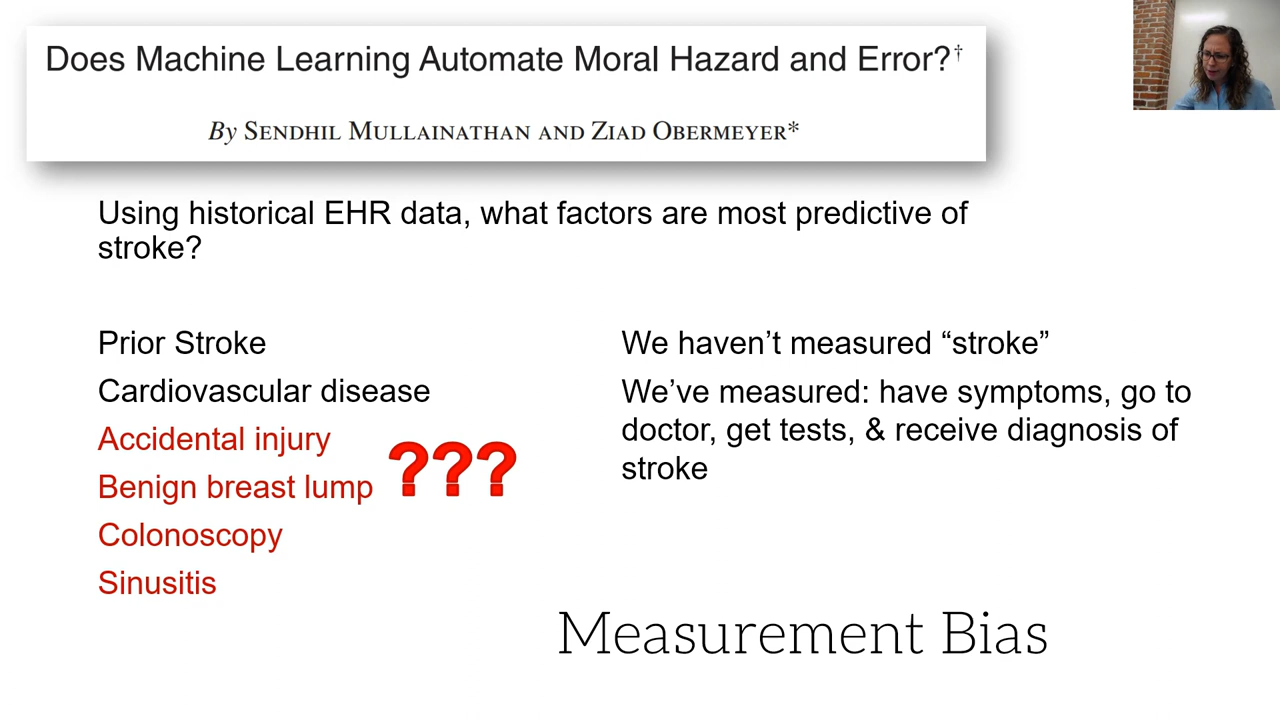 Does Machine Learning Automate Moral Hazard and Error?†
By SENDHIL MULLAINATHAN AND ZIAD OBERMEYER*
Using historical EHR data, what factors are most predictive of
stroke?
Prior Stroke
Cardiovascular disease
Accidental injury
Benign breast lump
Colonoscopy
Sinusitis
???
We haven’t measured “stroke”
We’ve measured: have symptoms, go to
doctor, get tests, & receive diagnosis of
stroke
Measurement Bias